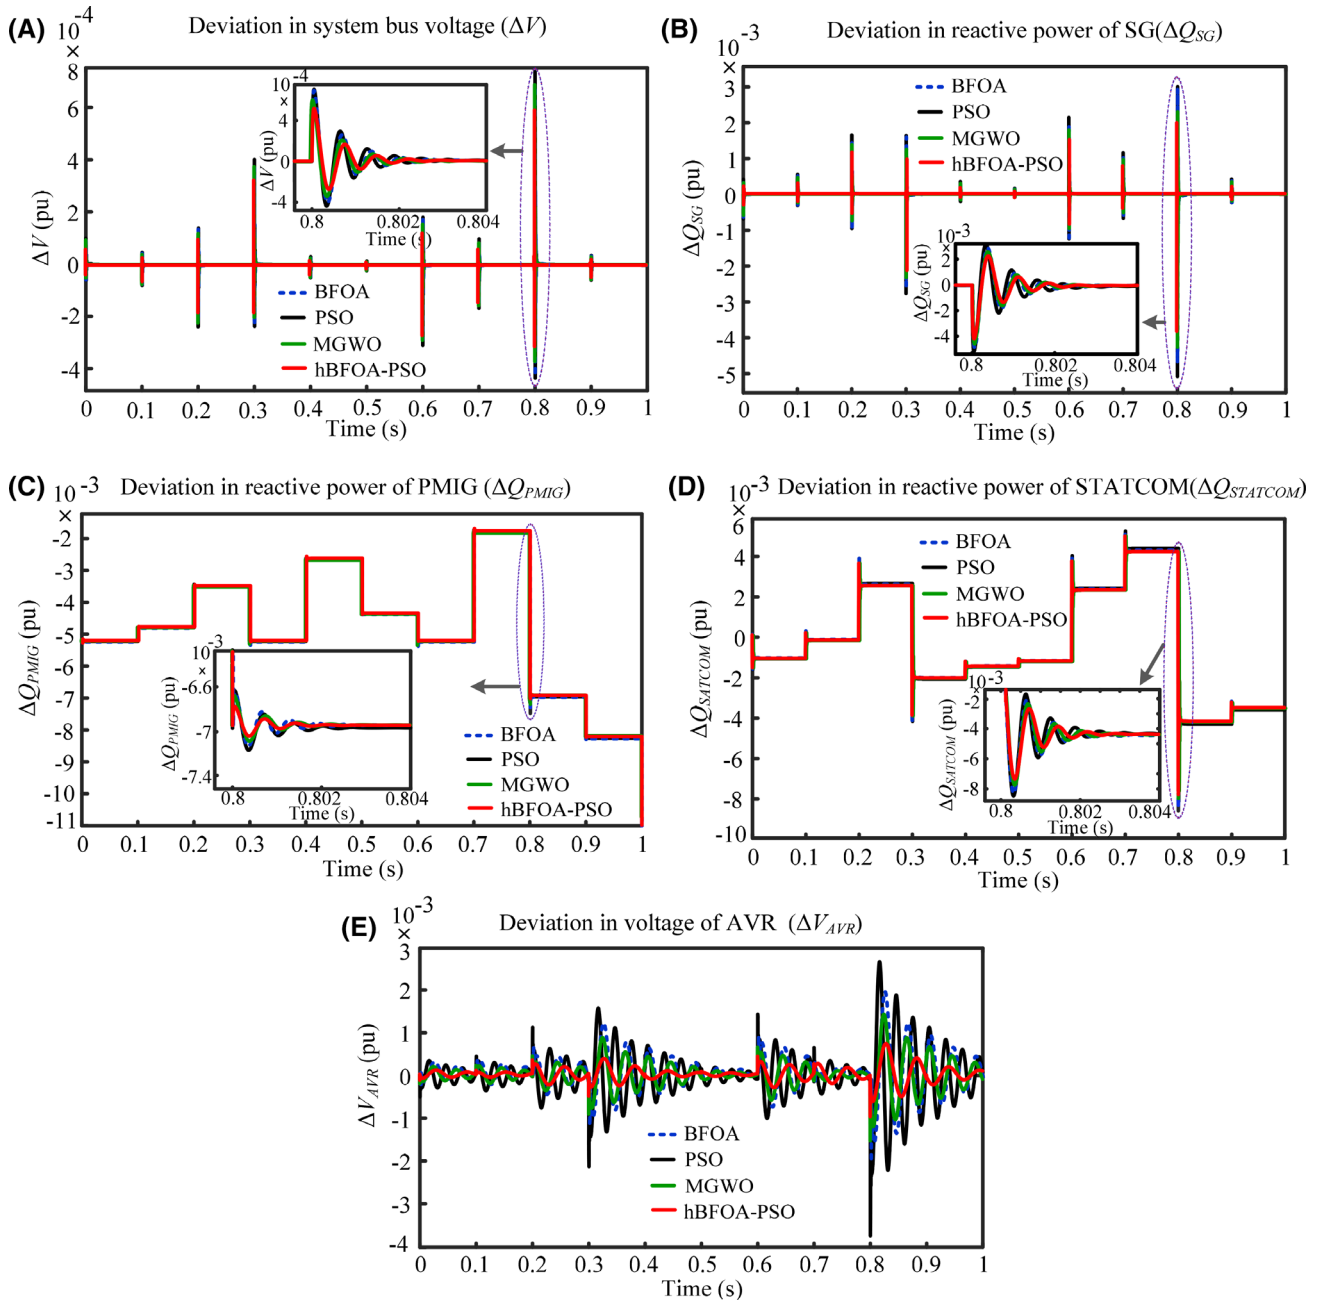 (A) Deviation in system bus voltage (ΔV)
10 -4
×
8
6
4
2
0
-2
-4
ΔV (pu)
10 -4
×
4
0
-4
ΔV (pu)
0.8 0.802 0.804
Time (s)
BFOA
PSO
MGWO
hBFOA-PSO
0 0.1 0.2 0.3 0.4 0.5 0.6 0.7 0.8 0.9 1
Time (s)
(B) Deviation in reactive power of SG(ΔQSG)
10 -3
×
3
2
1
0
-1
-2
-3
-4
-5
ΔQSG (pu)
BFOA
PSO
MGWO
hBFOA-PSO
10 -3
×
2
0
-2
-4
ΔQSG (pu)
0.8 0.802 0.804
Time (s)
0 0.1 0.2 0.3 0.4 0.5 0.6 0.7 0.8 0.9 1
Time (s)
(C) Deviation in reactive power of PMIG (ΔQPMIG)
10 -3
×
-2
-3
-4
-5
-6
-7
-8
-9
-10
-11
ΔQPMIG (pu)
10 -3
×
-6.6
-7
-7.4
ΔQPMIG (pu)
0.8 0.802 0.804
Time (s)
BFOA
PSO
MGWO
hBFOA-PSO
0 0.1 0.2 0.3 0.4 0.5 0.6 0.7 0.8 0.9 1
Time (s)
(D) Deviation in reactive power of STATCOM(ΔQSTATCOM)
10 -3
×
6
4
2
0
-2
-4
-6
-8
-10
ΔQSATCOM (pu)
BFOA
PSO
MGWO
hBFOA-PSO
10 -3
×
-2
-4
-6
-8
ΔQSATCOM (pu)
0.8 0.802 0.804
Time (s)
0 0.1 0.2 0.3 0.4 0.5 0.6 0.7 0.8 0.9 1
Time (s)
(E) Deviation in voltage of AVR (ΔVAVR)
10 -3
×
3
2
1
0
-1
-2
-3
-4
ΔVAVR (pu)
BFOA
PSO
MGWO
hBFOA-PSO
0 0.1 0.2 0.3 0.4 0.5 0.6 0.7 0.8 0.9 1
Time (s)